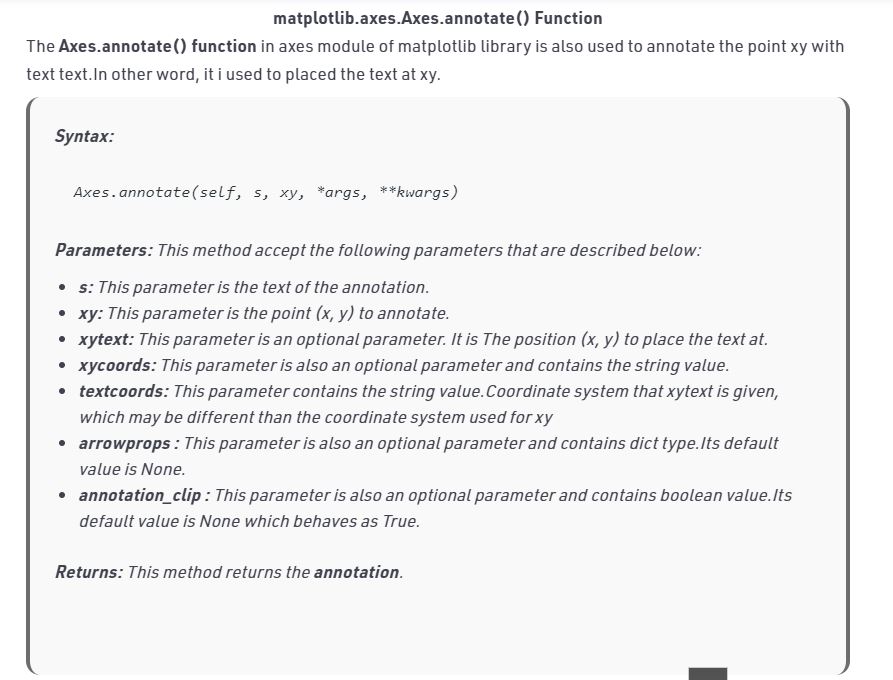 matplotlib.axes.Axes.annotate() Function
The Axes.annotate() function in axes module of matplotlib library is also used to annotate the point xy with
text text.In other word, it i used to placed the text at xy.
Syntax:
Axes.annotate(self, s, xy, *args, **kwargs)
Parameters: This method accept the following parameters that are described below:
• s: This parameter is the text of the annotation.
• xy: This parameter is the point (x, y) to annotate.
• xytext: This parameter is an optional parameter. It is The position (x, y) to place the text at.
• xycoords: This parameter is also an optional parameter and contains the string value.
• textcoords: This parameter contains the string value.Coordinate system that xytext is given,
which may be different than the coordinate system used for xy
• arrowprops : This parameter is also an optional parameter and contains dict type.Its default
value is None.
• annotation_clip : This parameter is also an optional parameter and contains boolean value.Its
default value is None which behaves as True.
Returns: This method returns the annotation.